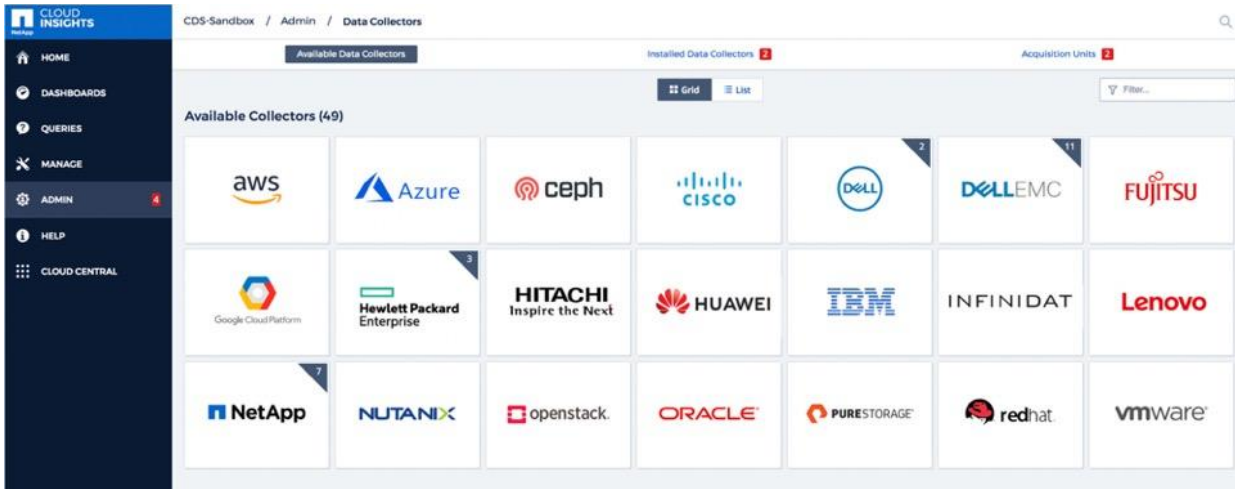 CLOUD
INSIGHTS
NetApp
CDS-Sandbox / Admin / Data Collectors
HOME
DASHBOARDS
QUERIES
MANAGE
ADMIN 4
HELP
CLOUD CENTRAL
Available Data Collectors
Installed Data Collectors 2
Acquisition Units 2
Grid
List
Filter...
Available Collectors (49)
aws
Azure
ceph
cisco
2
DELL
11
DELLEMC
FUJITSU
Google Cloud Platform
3
Hewlett Packard
Enterprise
HITACHI
Inspire the Next
HUAWEI
IBM
INFINIDAT
Lenovo
7
NetApp
NUTANIX
openstack.
ORACLE
PURESTORAGE
redhat.
vmware